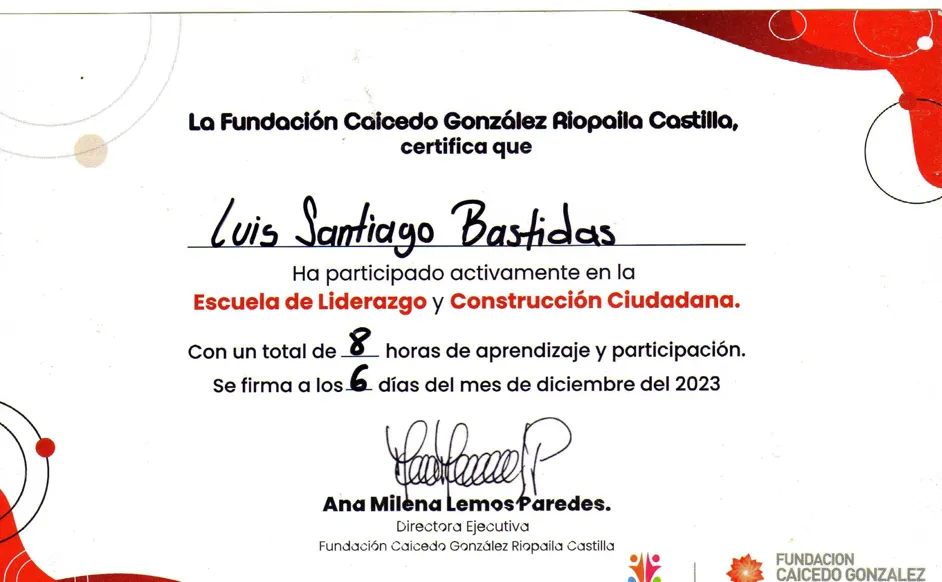 La Fundación Caicedo González Riopaila Castilla,
certifica que
Luis Santiago Bastidas
Ha participado activamente en la
Escuela de Liderazgo y Construcción Ciudadana.
Con un total de 8 horas de aprendizaje y participación.
Se firma a los 6 días del mes de diciembre del 2023
Ana Milena Lemos Paredes.
Directora Ejecutiva
Fundación Caicedo González Riopaila Castilla
FUNDACION
CAICEDO GONZALEZ